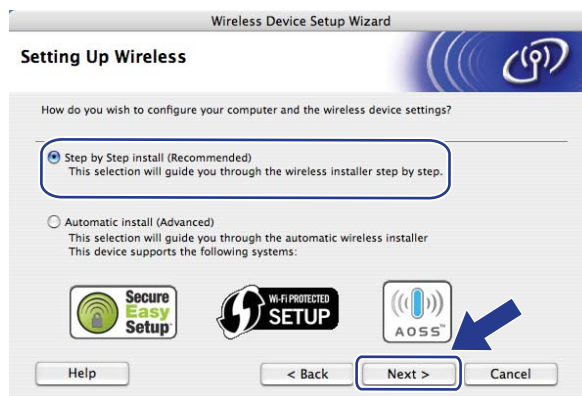 Wireless Device Setup Wizard
Setting Up Wireless
How do you wish to configure your computer and the wireless device settings?
Step by Step install (Recommended)
This selection will guide you through the wireless installer step by step.
Automatic install (Advanced)
This selection will guide you through the automatic wireless installer
This device supports the following systems:
Secure
Easy
Setup™
Wi-Fi PROTECTED
SETUP
AOSS™
Help
< Back
Next >
Cancel